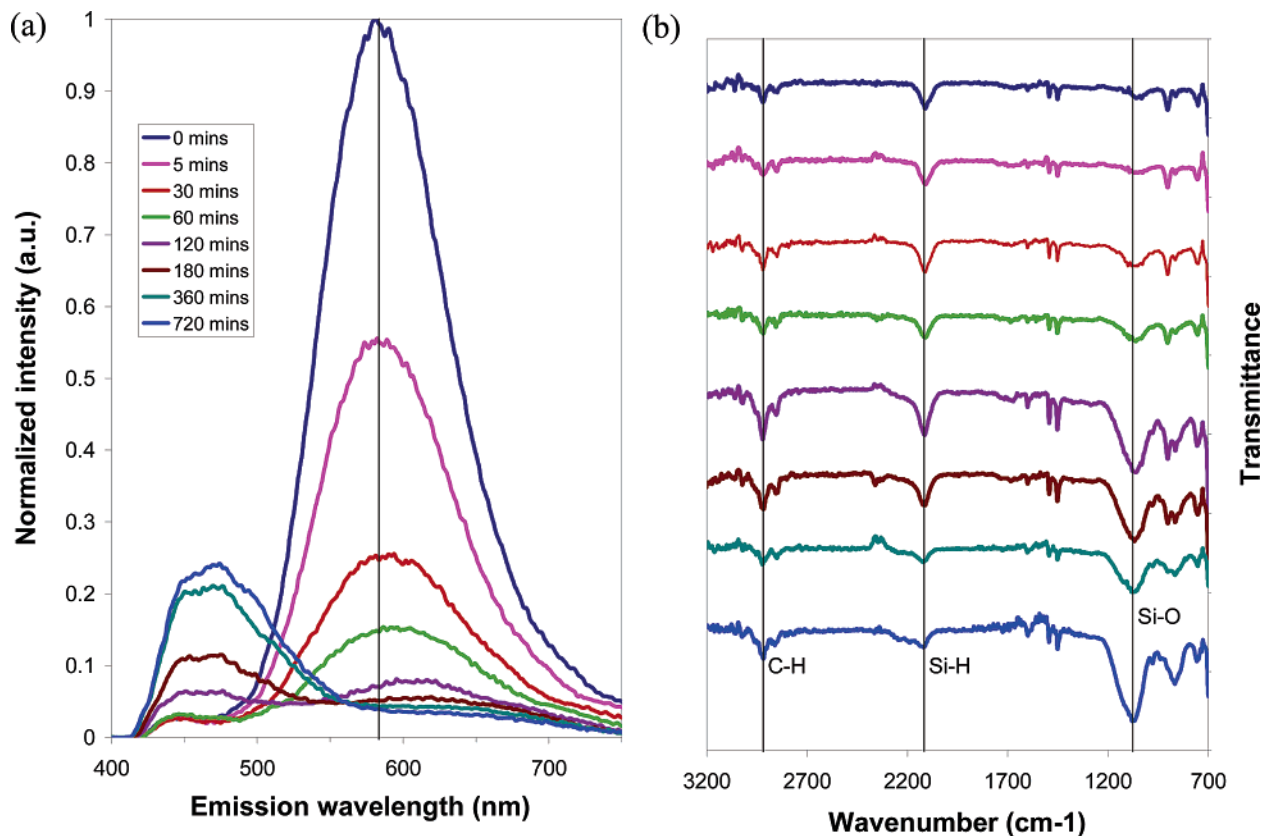 (a)
Normalized intensity (a.u.)
1
0.9
0.8
0.7
0.6
0.5
0.4
0.3
0.2
0.1
0
0 mins
5 mins
30 mins
60 mins
120 mins
180 mins
360 mins
720 mins
400 500 600 700
Emission wavelength (nm)
(b)
Transmittance
Si-O
C-H
Si-H
3200 2700 2200 1700 1200 700
Wavenumber (cm-1)